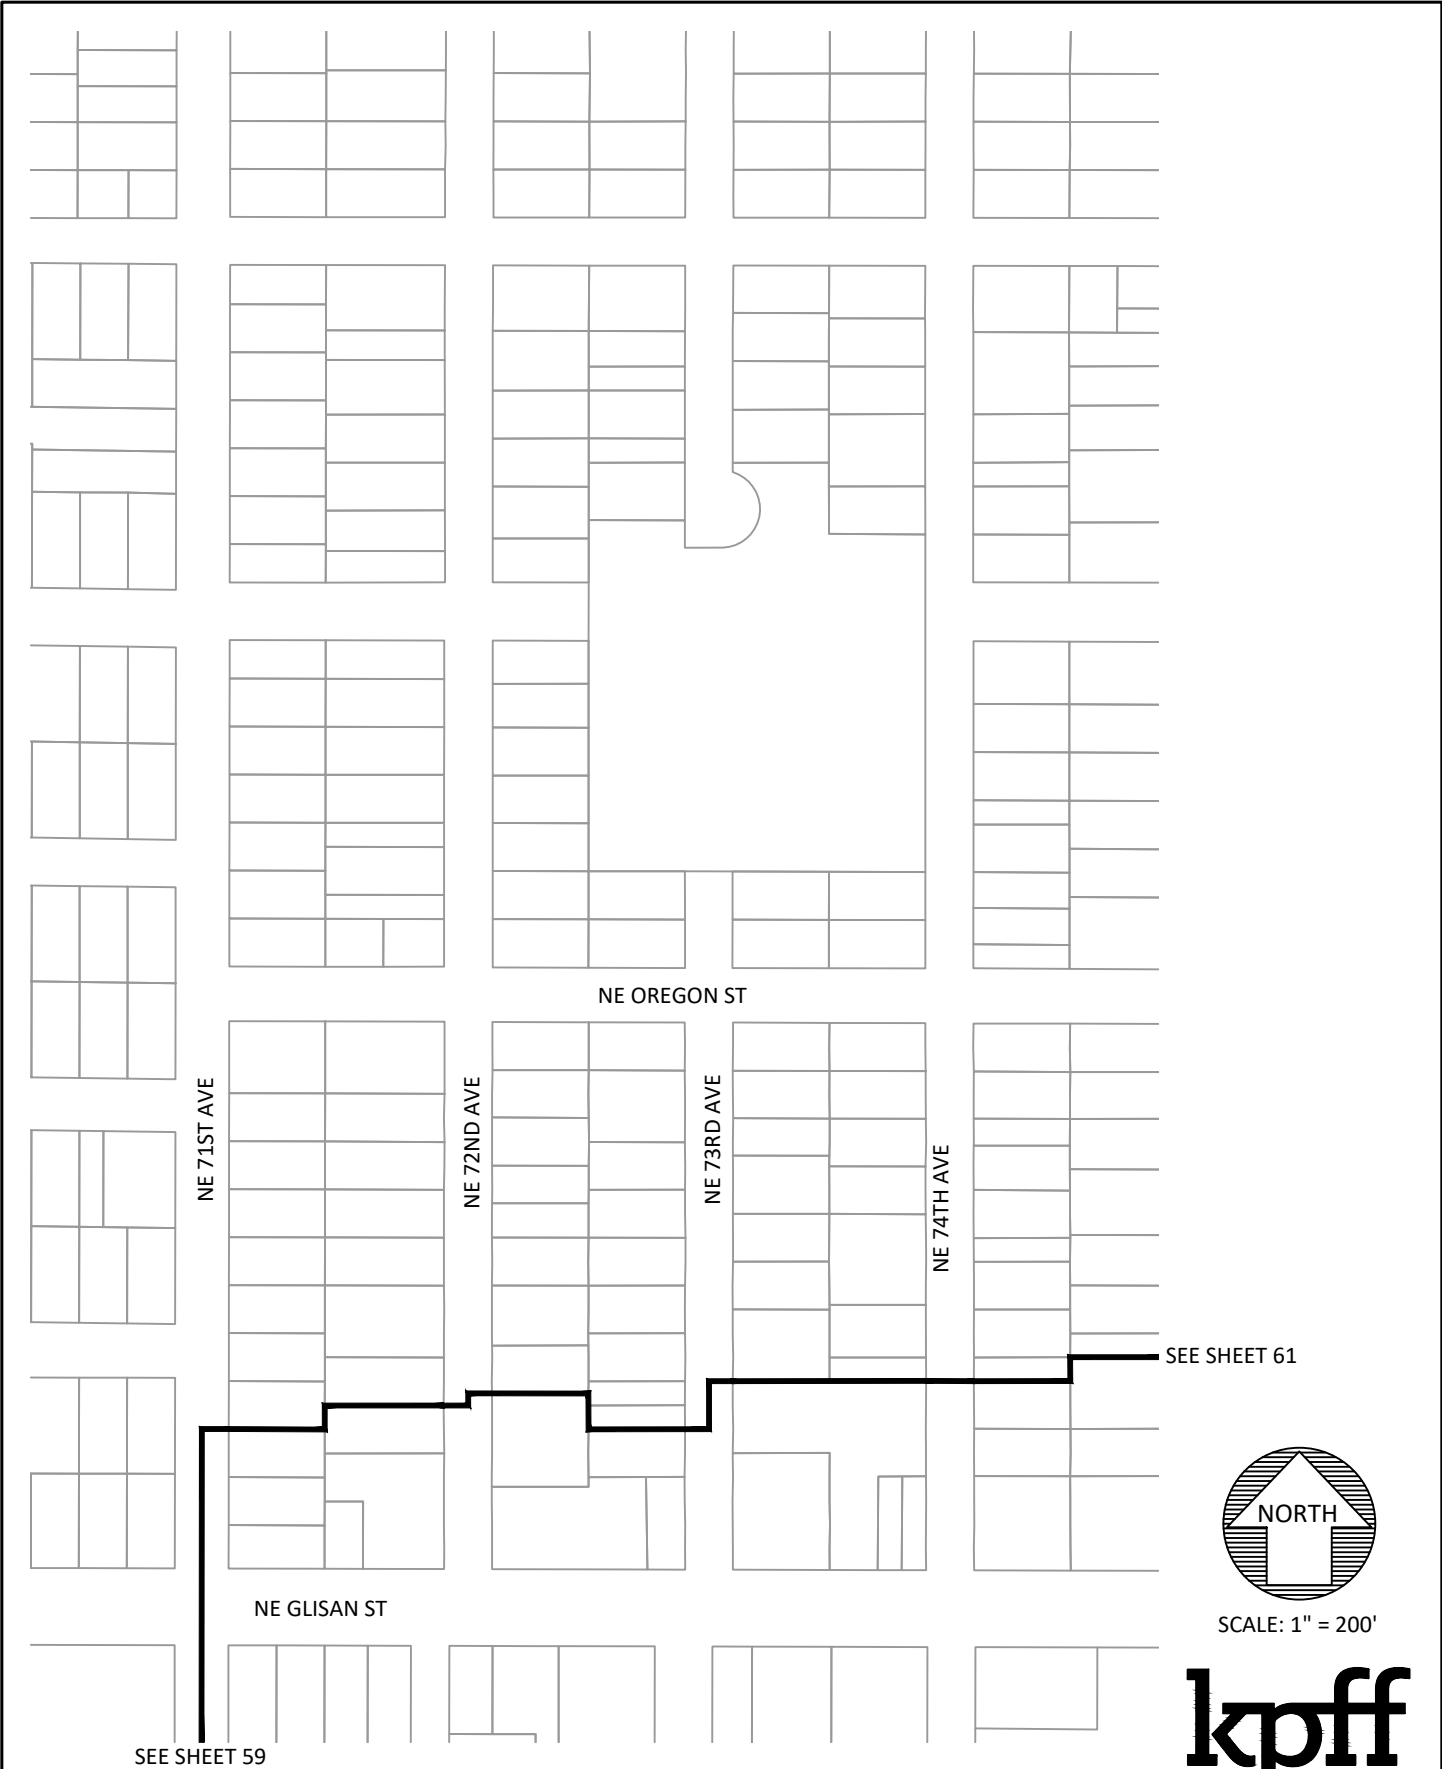 NE OREGON ST
NE 71ST AVE
NE 72ND AVE
NE 73RD AVE
NE 74TH AVE
SEE SHEET 61
NORTH
NE GLISAN ST
SCALE: 1" = 200'
kpff
SEE SHEET 59